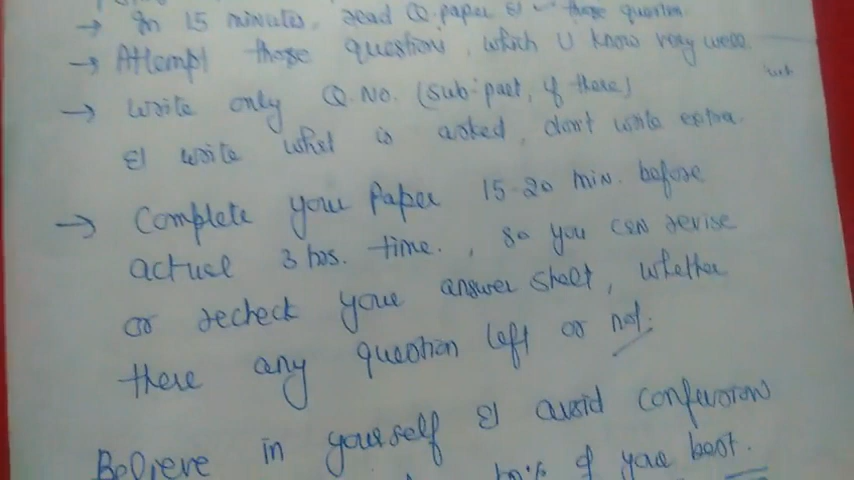 → In 15 minutes, read Q. paper & those question
→ Attempt those question, which U know very well.
→ Write only Q. No. (sub-part, if there)
& write what is asked, don't write extra.
→ Complete your Paper 15-20 min. before
actual 3 hrs. time., so you can revise
or recheck your answer sheet, whether
there any question left or not.
Believe in yourself & avoid confusion
% of your best.